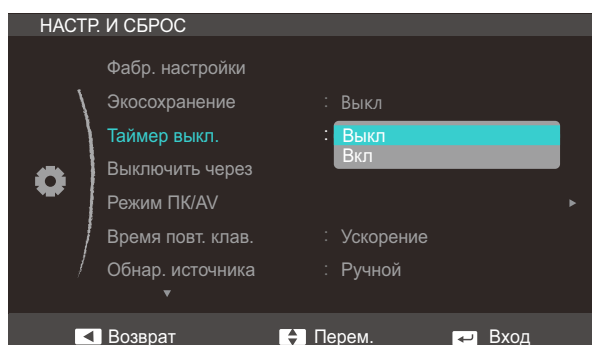 НАСТР. И СБРОС
Фабр. настройки
Экосохранение : Выкл
Таймер выкл. : Выкл
Вкл
Выключить через
Режим ПК/AV
Время повт. клав. : Ускорение
Обнар. источника : Ручной
Возврат Перем. Вход